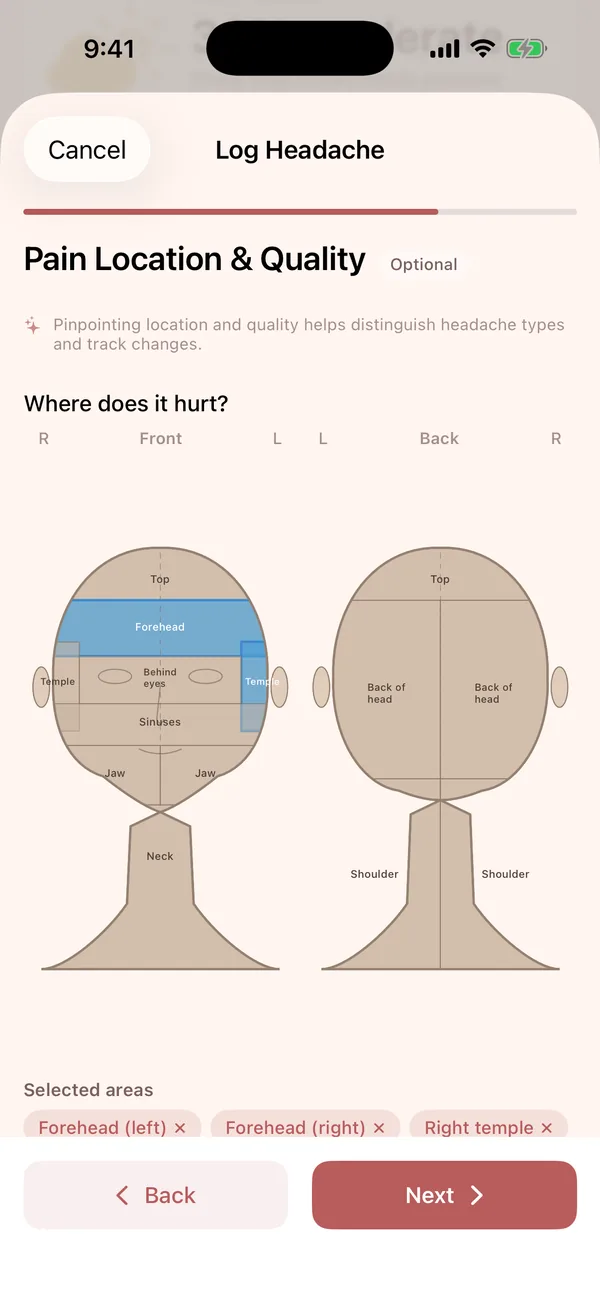 9:41
Cancel
Log Headache
Pain Location & Quality
Optional
Pinpointing location and quality helps distinguish headache types
and track changes.
Where does it hurt?
R Front L L Back R
Top
Forehead
Temple
Behind
eyes
Temple
Sinuses
Jaw Jaw
Neck
Top
Back of
head
Back of
head
Shoulder Shoulder
Selected areas
Forehead (left) ×
Forehead (right) ×
Right temple ×
Back
Next